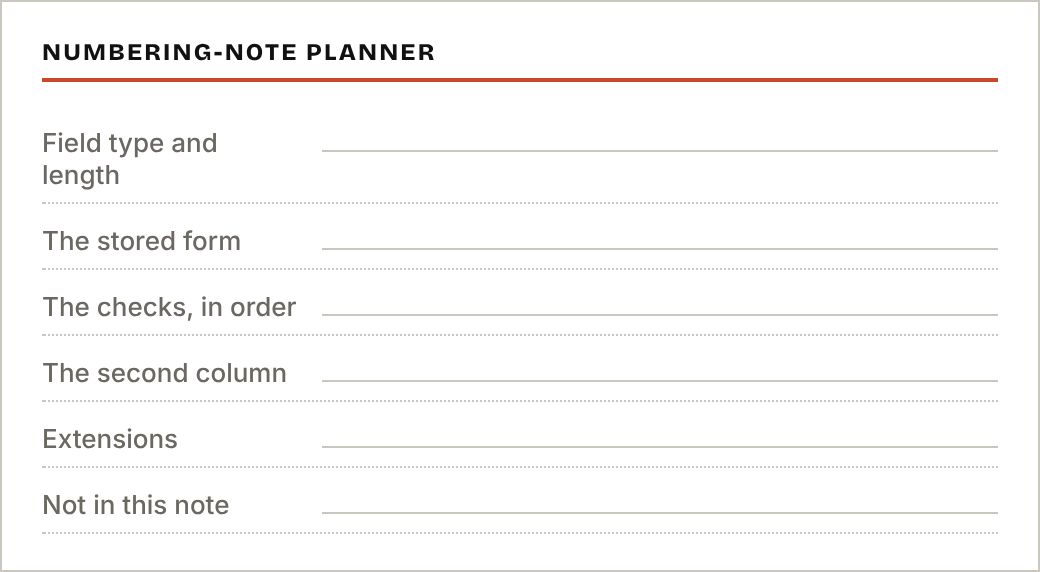 NUMBERING-NOTE PLANNER
Field type and
length
The stored form
The checks, in order
The second column
Extensions
Not in this note